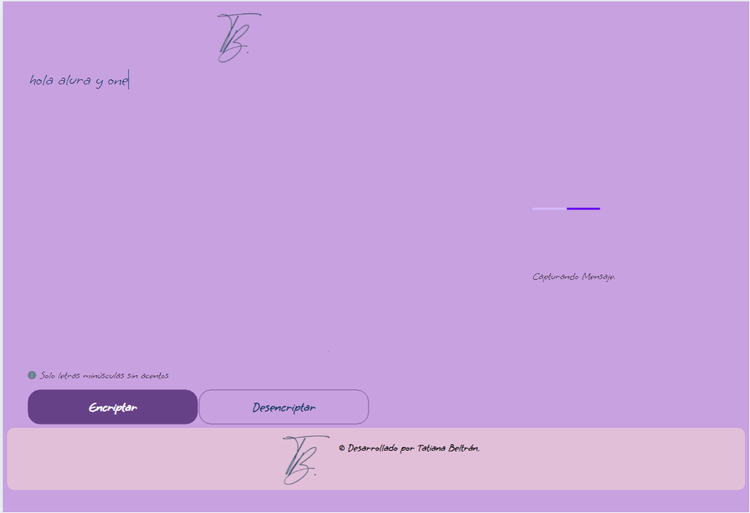 TB.
hola alura y one
Capturando Mensaje.
Solo letras minúsculas sin acentos
Encriptar
Desencriptar
TB.
© Desarrollado por Tatiana Beltrán.